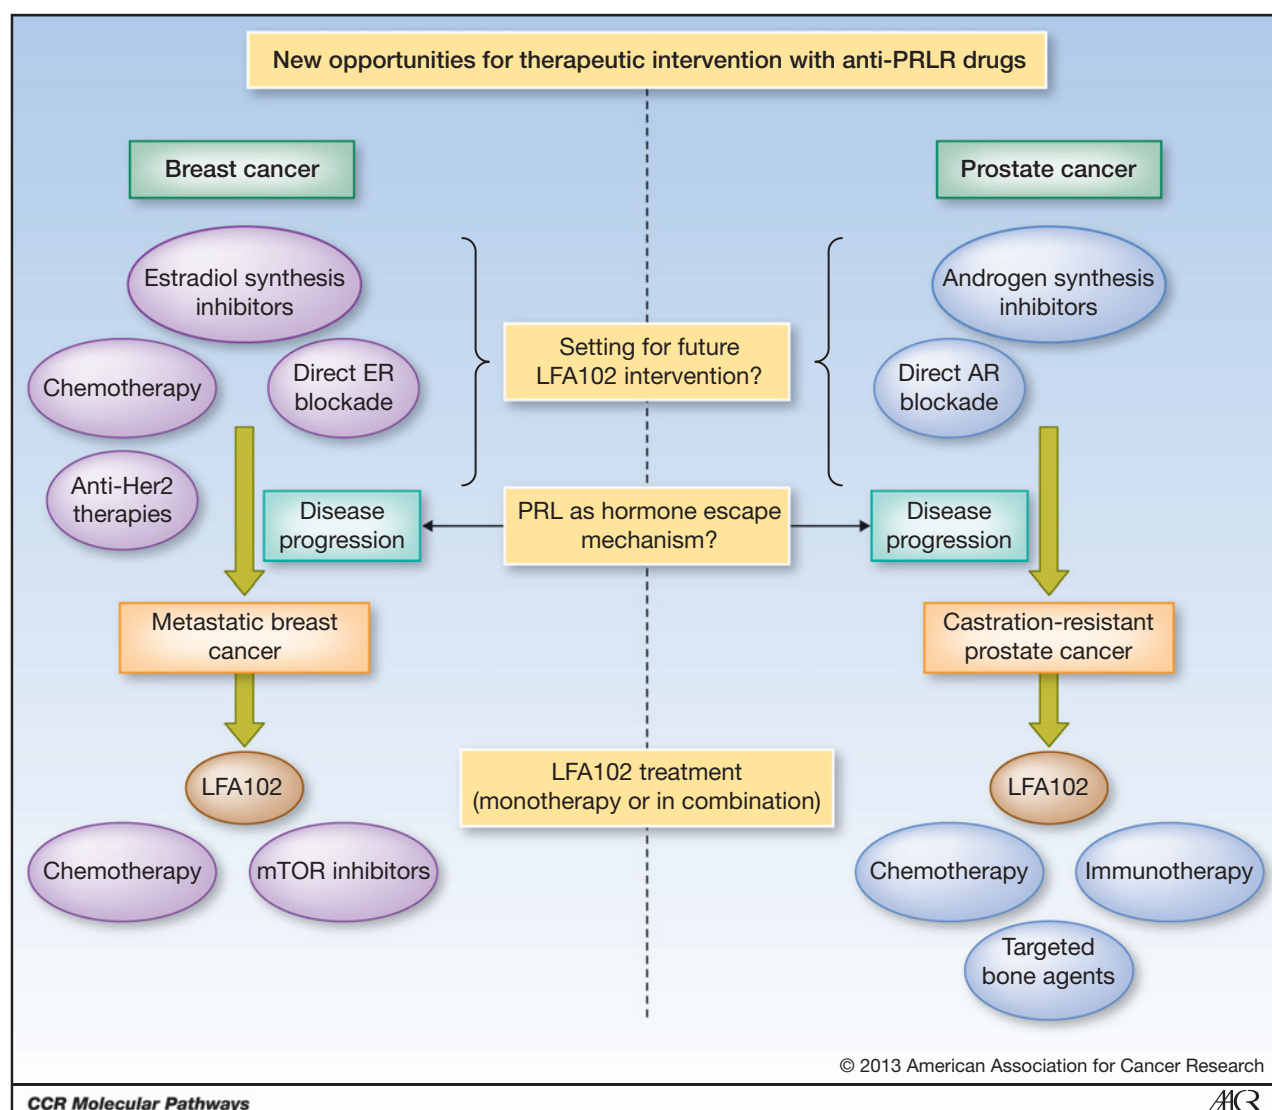 New opportunities for therapeutic intervention with anti-PRLR drugs
Breast cancer
Estradiol synthesis
inhibitors
Chemotherapy
Direct ER
blockade
Anti-Her2
therapies
Disease
progression
Metastatic breast
cancer
LFA102
Chemotherapy
mTOR inhibitors
Setting for future
LFA102 intervention?
PRL as hormone escape
mechanism?
LFA102 treatment
(monotherapy or in combination)
Prostate cancer
Androgen synthesis
inhibitors
Direct AR
blockade
Disease
progression
Castration-resistant
prostate cancer
LFA102
Chemotherapy
Immunotherapy
Targeted
bone agents
© 2013 American Association for Cancer Research
CCR Molecular Pathways
AACR